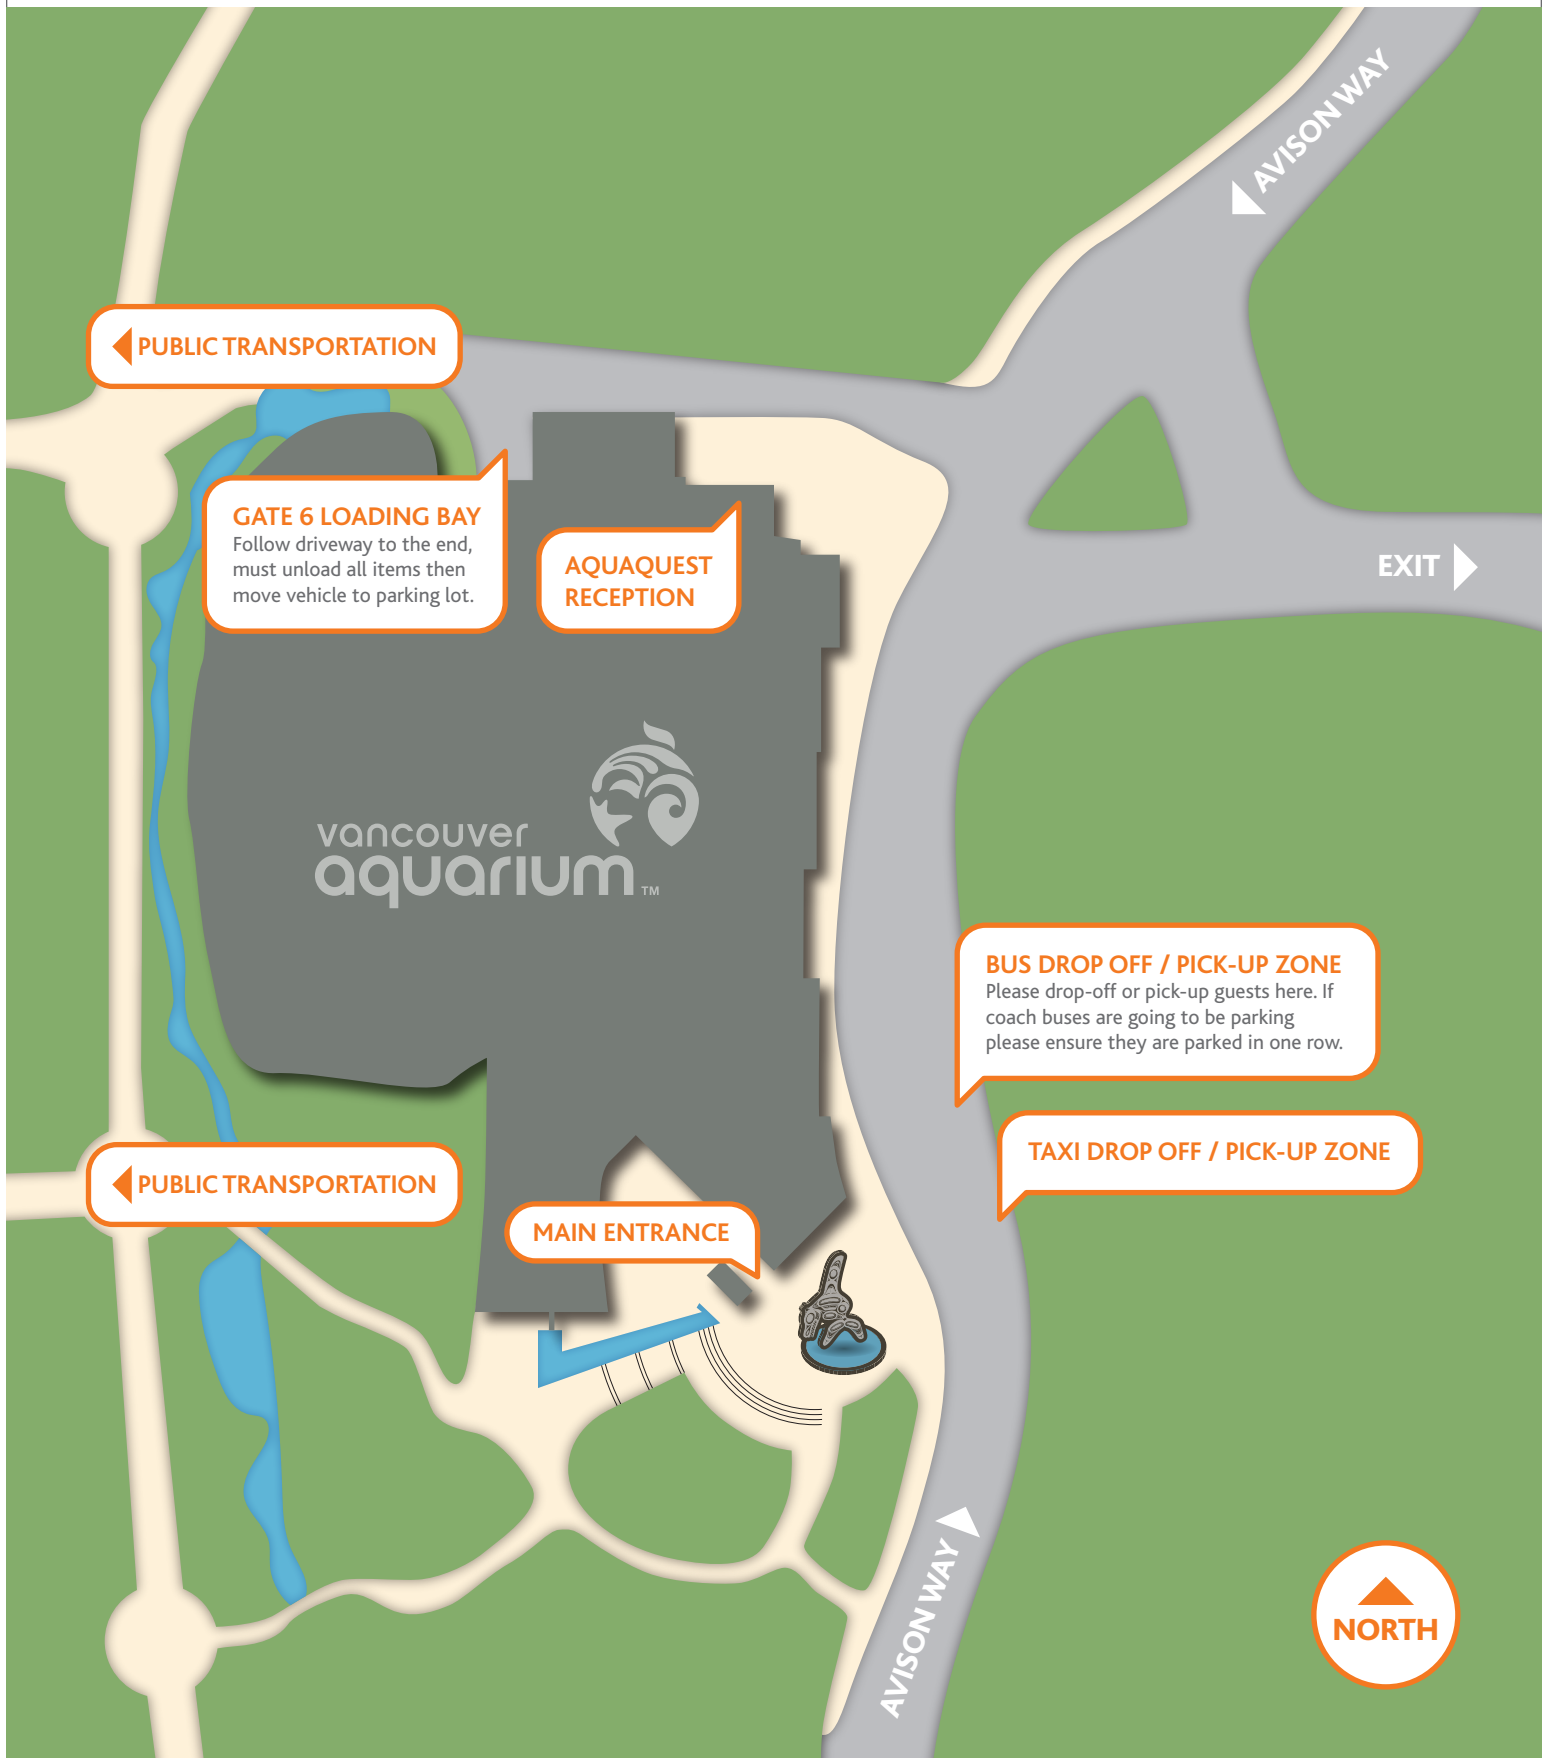 AVISON WAY
PUBLIC TRANSPORTATION
GATE 6 LOADING BAY
Follow driveway to the end,
must unload all items then
move vehicle to parking lot.
AQUAQUEST
RECEPTION
EXIT
vancouver
aquarium TM
BUS DROP OFF / PICK-UP ZONE
Please drop-off or pick-up guests here. If
coach buses are going to be parking
please ensure they are parked in one row.
TAXI DROP OFF / PICK-UP ZONE
PUBLIC TRANSPORTATION
MAIN ENTRANCE
AVISON WAY
NORTH